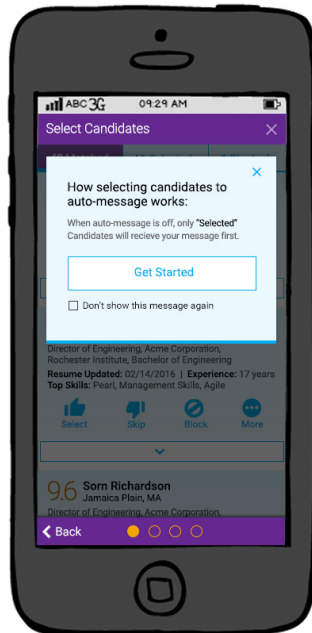 ABC 3G 09:29 AM
Select Candidates
How selecting candidates to
auto-message works:
When auto-message is off, only "Selected"
Candidates will recieve your message first.
Get Started
Don't show this message again
Director of Engineering, Acme Corporation,
Rochester Institute, Bachelor of Engineering
Resume Updated: 02/14/2016 | Experience: 17 years
Top Skills: Pearl, Management Skills, Agile
Select Skip Block More
9.6 Sorn Richardson
Jamaica Plain, MA
Director of Engineering, Acme Corporation,
Back